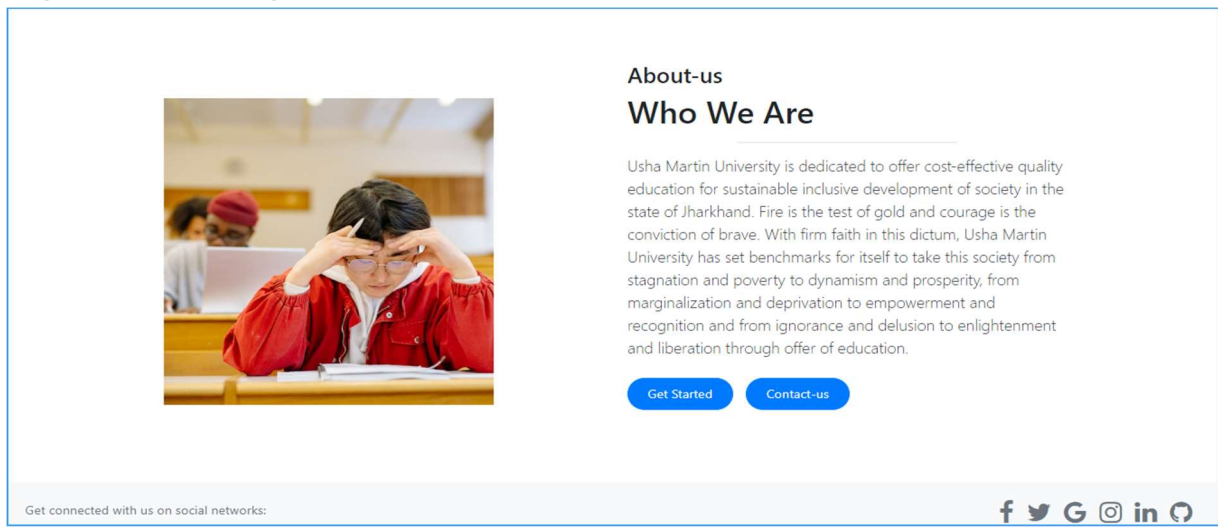 About-us
Who We Are
Usha Martin University is dedicated to offer cost-effective quality
education for sustainable inclusive development of society in the
state of Jharkhand. Fire is the test of gold and courage is the
conviction of brave. With firm faith in this dictum, Usha Martin
University has set benchmarks for itself to take this society from
stagnation and poverty to dynamism and prosperity, from
marginalization and deprivation to empowerment and
recognition and from ignorance and delusion to enlightenment
and liberation through offer of education.
Get Started Contact-us
Get connected with us on social networks: